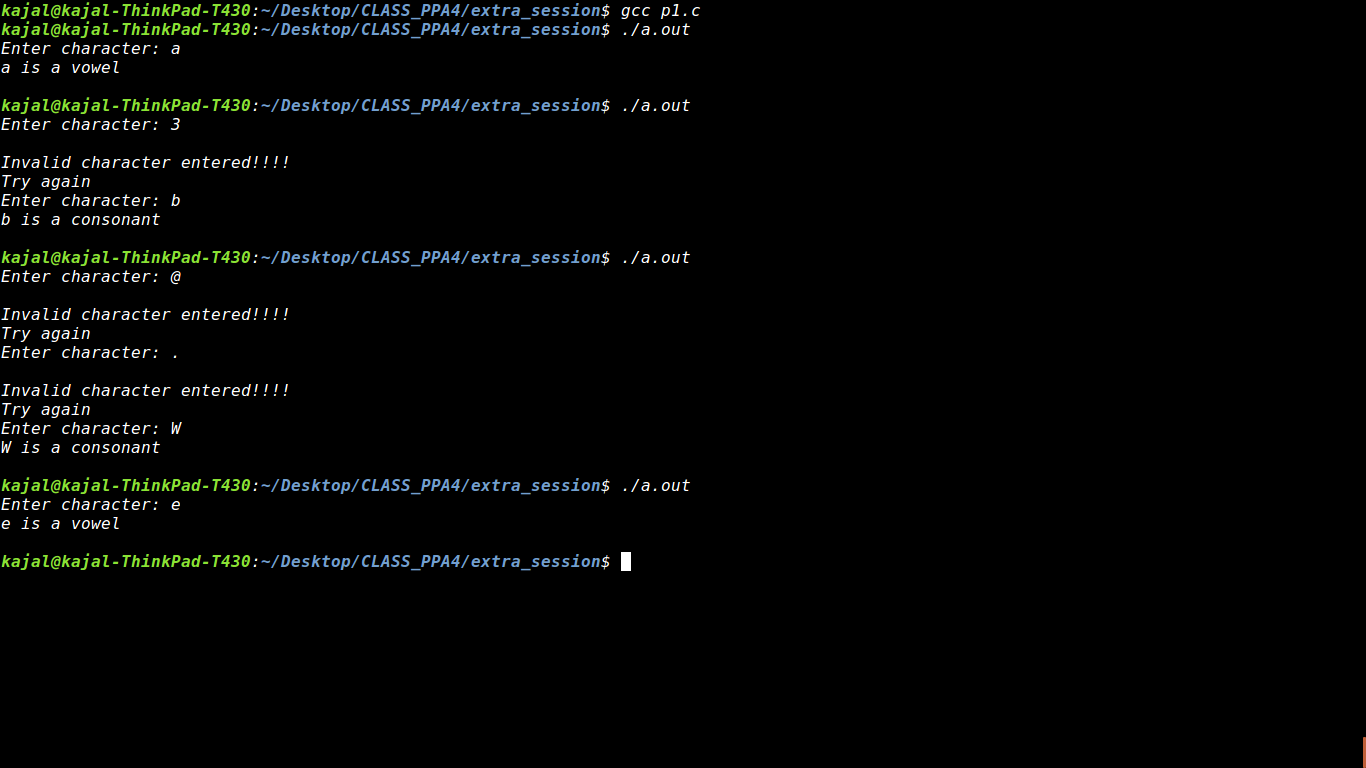 kajal@kajal-ThinkPad-T430:~/Desktop/CLASS_PPA4/extra_session$ gcc p1.c
kajal@kajal-ThinkPad-T430:~/Desktop/CLASS_PPA4/extra_session$ ./a.out
Enter character: a
a is a vowel
kajal@kajal-ThinkPad-T430:~/Desktop/CLASS_PPA4/extra_session$ ./a.out
Enter character: 3
Invalid character entered!!!!
Try again
Enter character: b
b is a consonant
kajal@kajal-ThinkPad-T430:~/Desktop/CLASS_PPA4/extra_session$ ./a.out
Enter character: @
Invalid character entered!!!!
Try again
Enter character: .
Invalid character entered!!!!
Try again
Enter character: W
W is a consonant
kajal@kajal-ThinkPad-T430:~/Desktop/CLASS_PPA4/extra_session$ ./a.out
Enter character: e
e is a vowel
kajal@kajal-ThinkPad-T430:~/Desktop/CLASS_PPA4/extra_session$